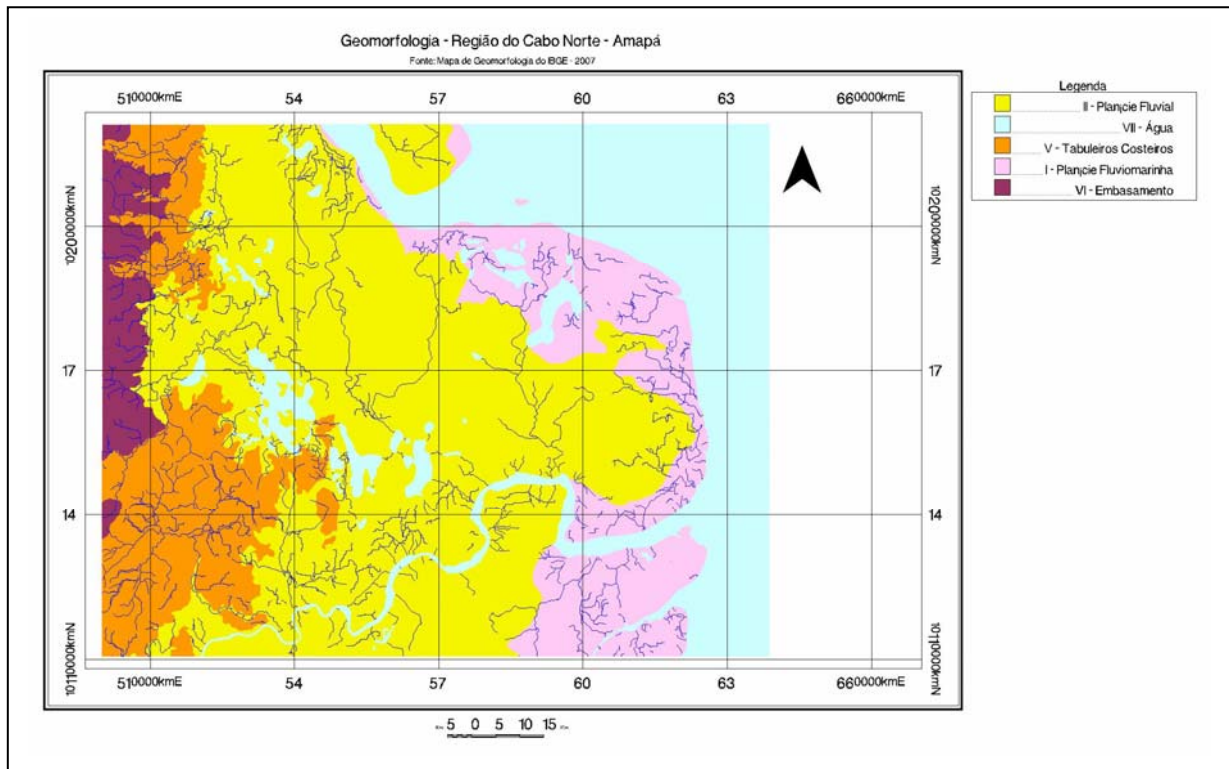 Geomorfologia - Região do Cabo Norte - Amapá
Fonte: Mapa de Geomorfologia do IBGE - 2007
510000kmE 54 57 60 63 660000kmE
Legenda
II - Planície Fluvial
VII - Água
V - Tabuleiros Costeiros
I - Planície Fluviomarinha
VI - Embasamento
1020000kmN 1020000kmN
17 17
14 14
10110000kmN 10110000kmN
510000kmE 54 57 60 63 660000kmE
5 0 5 10 15